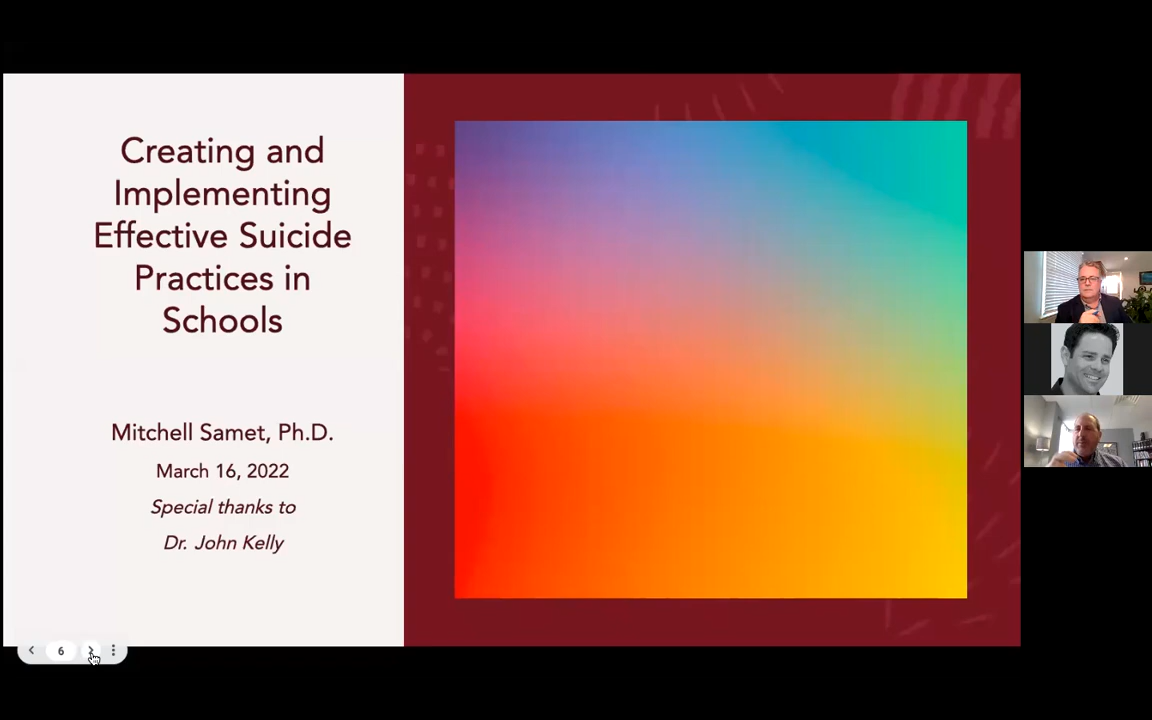 Creating and
Implementing
Effective Suicide
Practices in
Schools
Mitchell Samet, Ph.D.
March 16, 2022
Special thanks to
Dr. John Kelly
6